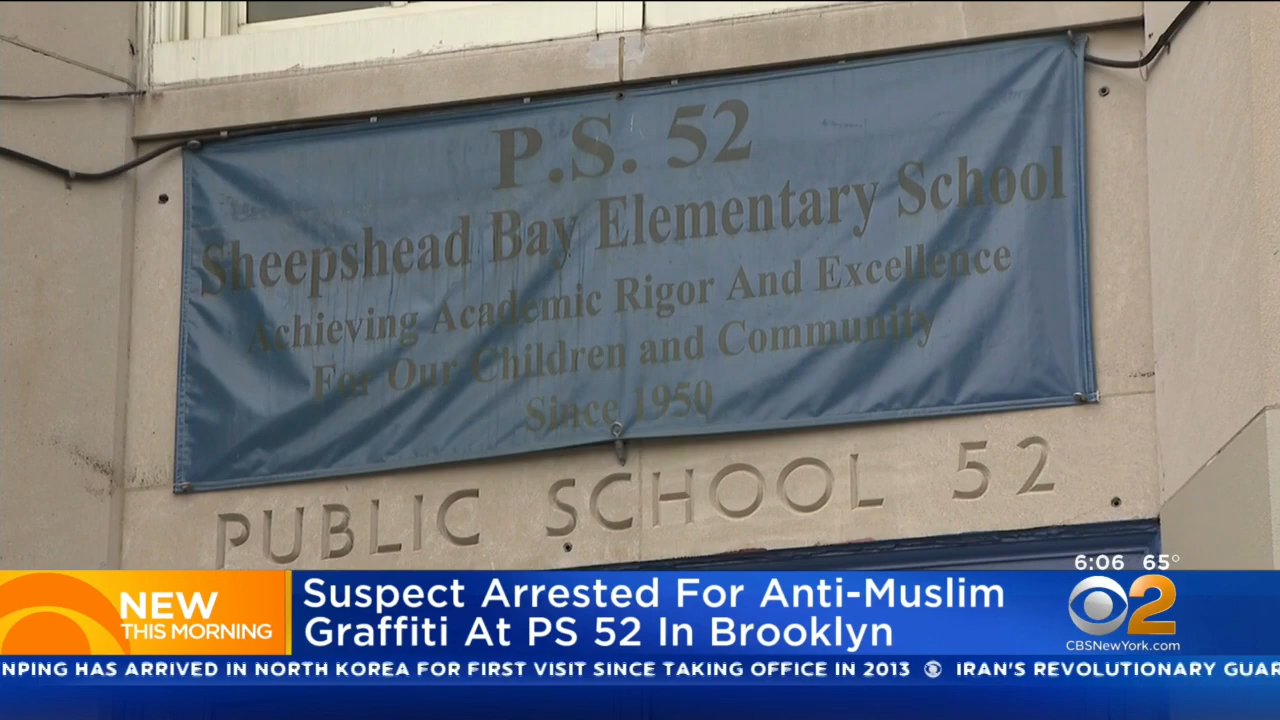 P.S. 52
Sheepshead Bay Elementary School
Achieving Academic Rigor And Excellence
For Our Children and Community
Since 1950
PUBLIC SCHOOL 52
6:06 65°
NEW
THIS MORNING
Suspect Arrested For Anti-Muslim
Graffiti At PS 52 In Brooklyn
2
CBSNewYork.com
NPING HAS ARRIVED IN NORTH KOREA FOR FIRST VISIT SINCE TAKING OFFICE IN 2013 IRAN'S REVOLUTIONARY GUAR